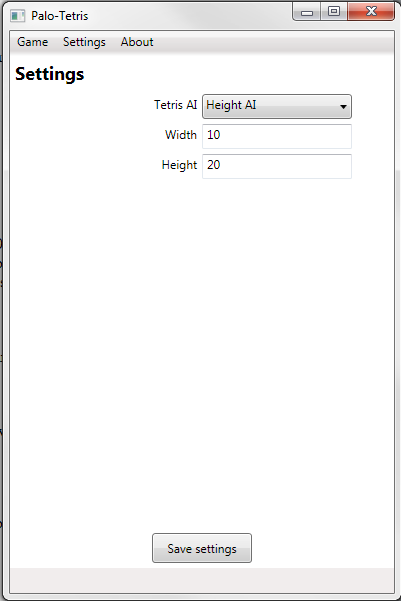 Palo-Tetris
Game Settings About
Settings
Tetris AI Height AI
Width 10
Height 20
Save settings